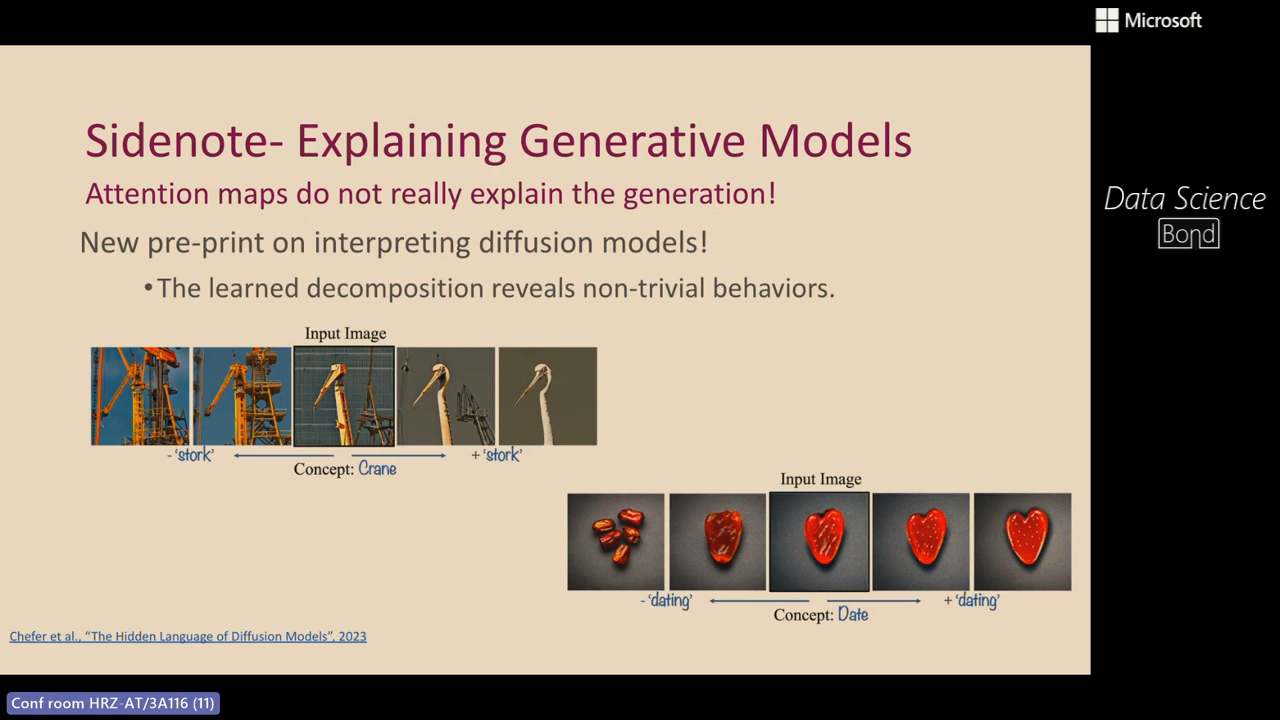 Microsoft
Sidenote- Explaining Generative Models
Attention maps do not really explain the generation!
New pre-print on interpreting diffusion models!
•The learned decomposition reveals non-trivial behaviors.
Data Science
Bond
Input Image
- 'stork'
+ 'stork'
Concept: Crane
Input Image
- 'dating'
+ 'dating'
Concept: Date
Chefer et al., “The Hidden Language of Diffusion Models”, 2023
Conf room HRZ-AT/3A116 (11)